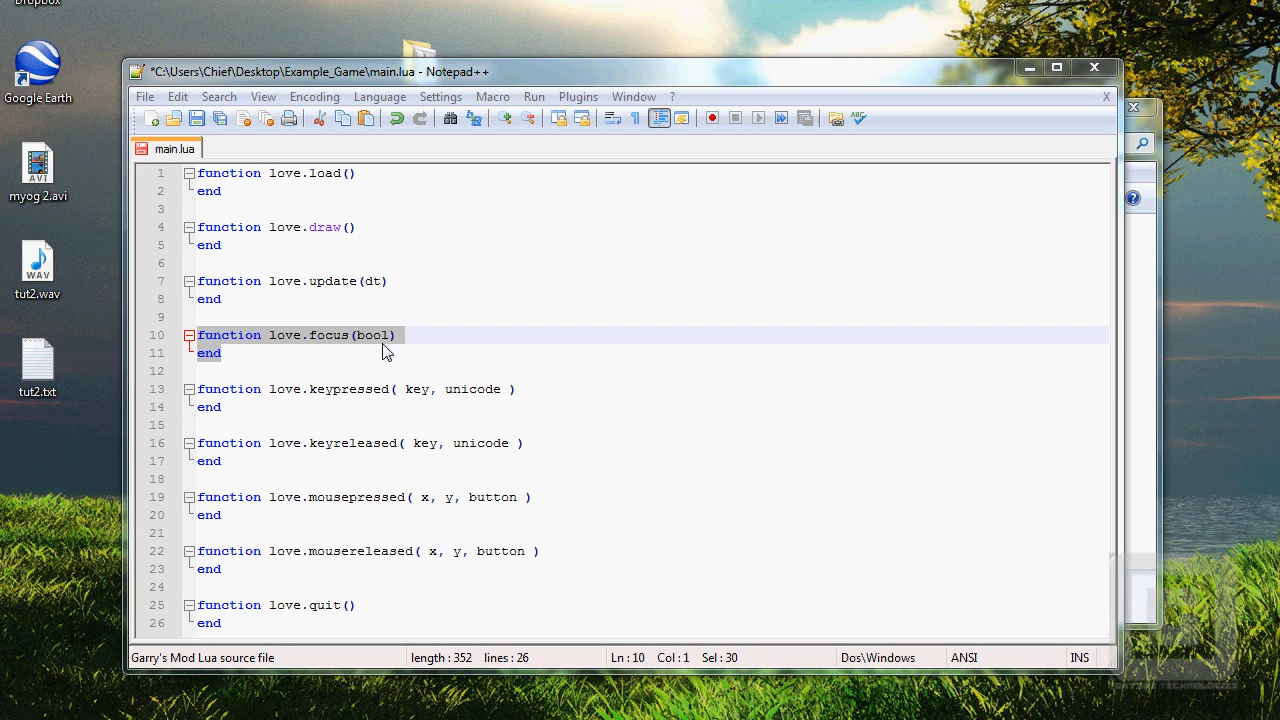 Dropbox
Google Earth
AVI
myog 2.avi
WAV
tut2.wav
tut2.txt
*C:\Users\Chief\Desktop\Example_Game\main.lua - Notepad++
File Edit Search View Encoding Language Settings Macro Run Plugins Window ? X
ABC
main.lua
1 function love.load()
2 end
3
4 function love.draw()
5 end
6
7 function love.update(dt)
8 end
9
10 function love.focus(bool)
11 end
12
13 function love.keypressed( key, unicode )
14 end
15
16 function love.keyreleased( key, unicode )
17 end
18
19 function love.mousepressed( x, y, button )
20 end
21
22 function love.mousereleased( x, y, button )
23 end
24
25 function love.quit()
26 end
Garry's Mod Lua source file length : 352 lines : 26 Ln : 10 Col : 1 Sel : 30 Dos\Windows ANSI INS